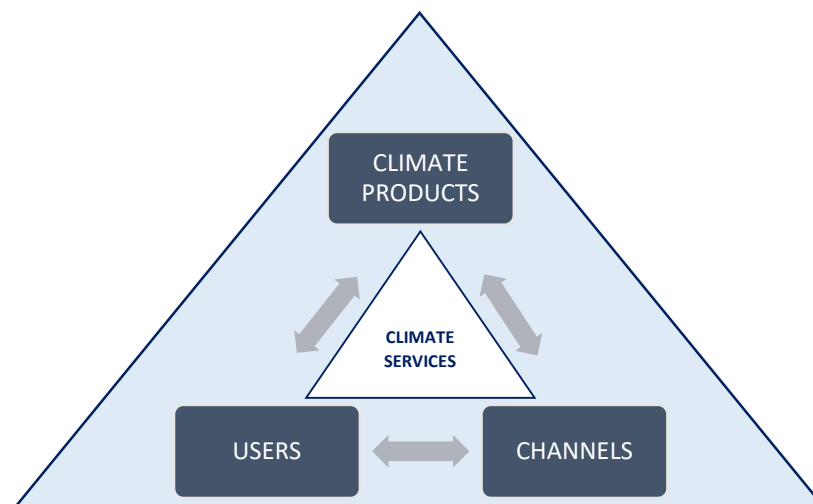 CLIMATE
PRODUCTS
CLIMATE
SERVICES
USERS
CHANNELS